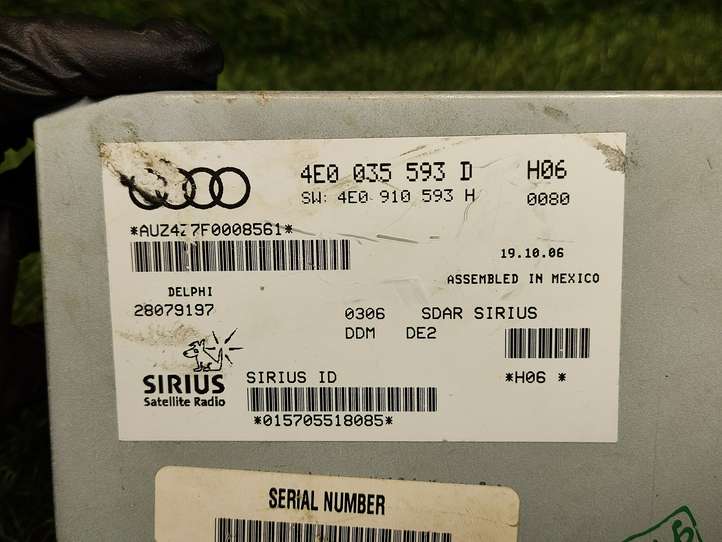 4E0 035 593 D H06
SW: 4E0 910 593 H 0080
*AUZ4Z7F0008561*
19.10.06
ASSEMBLED IN MEXICO
DELPHI
28079197
0306 SDAR SIRIUS
DDM DE2
SIRIUS
Satellite Radio
SIRIUS ID
*H06 *
*015705518085*
SERIAL NUMBER